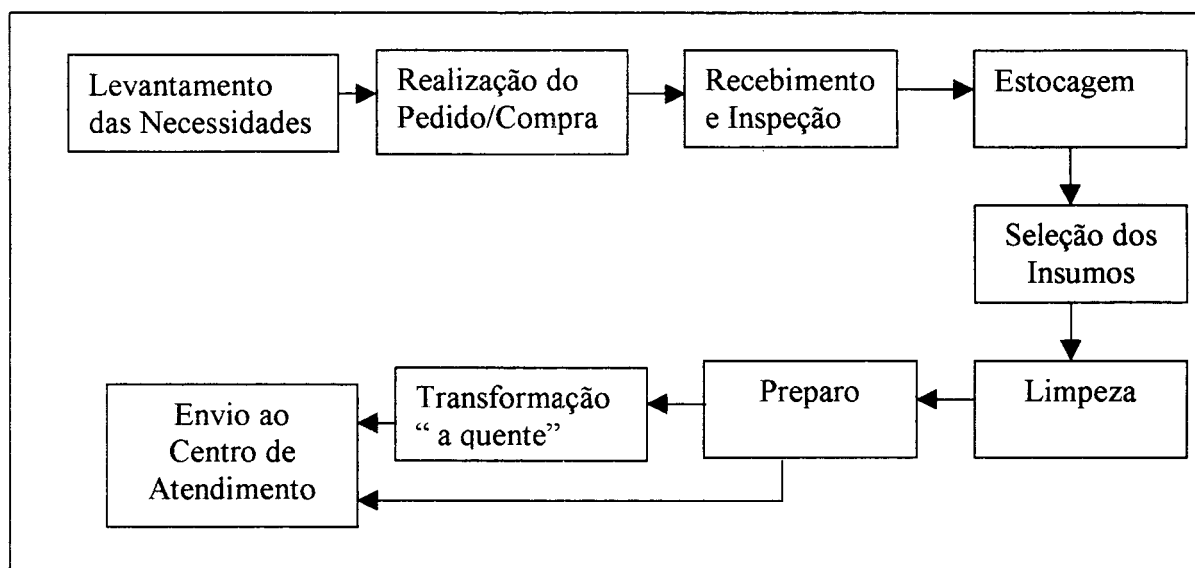 Levantamento
das Necessidades
Realização do
Pedido/Compra
Recebimento
e Inspeção
Estocagem
Seleção dos
Insumos
Limpeza
Preparo
Transformação
“ a quente”
Envio ao
Centro de
Atendimento